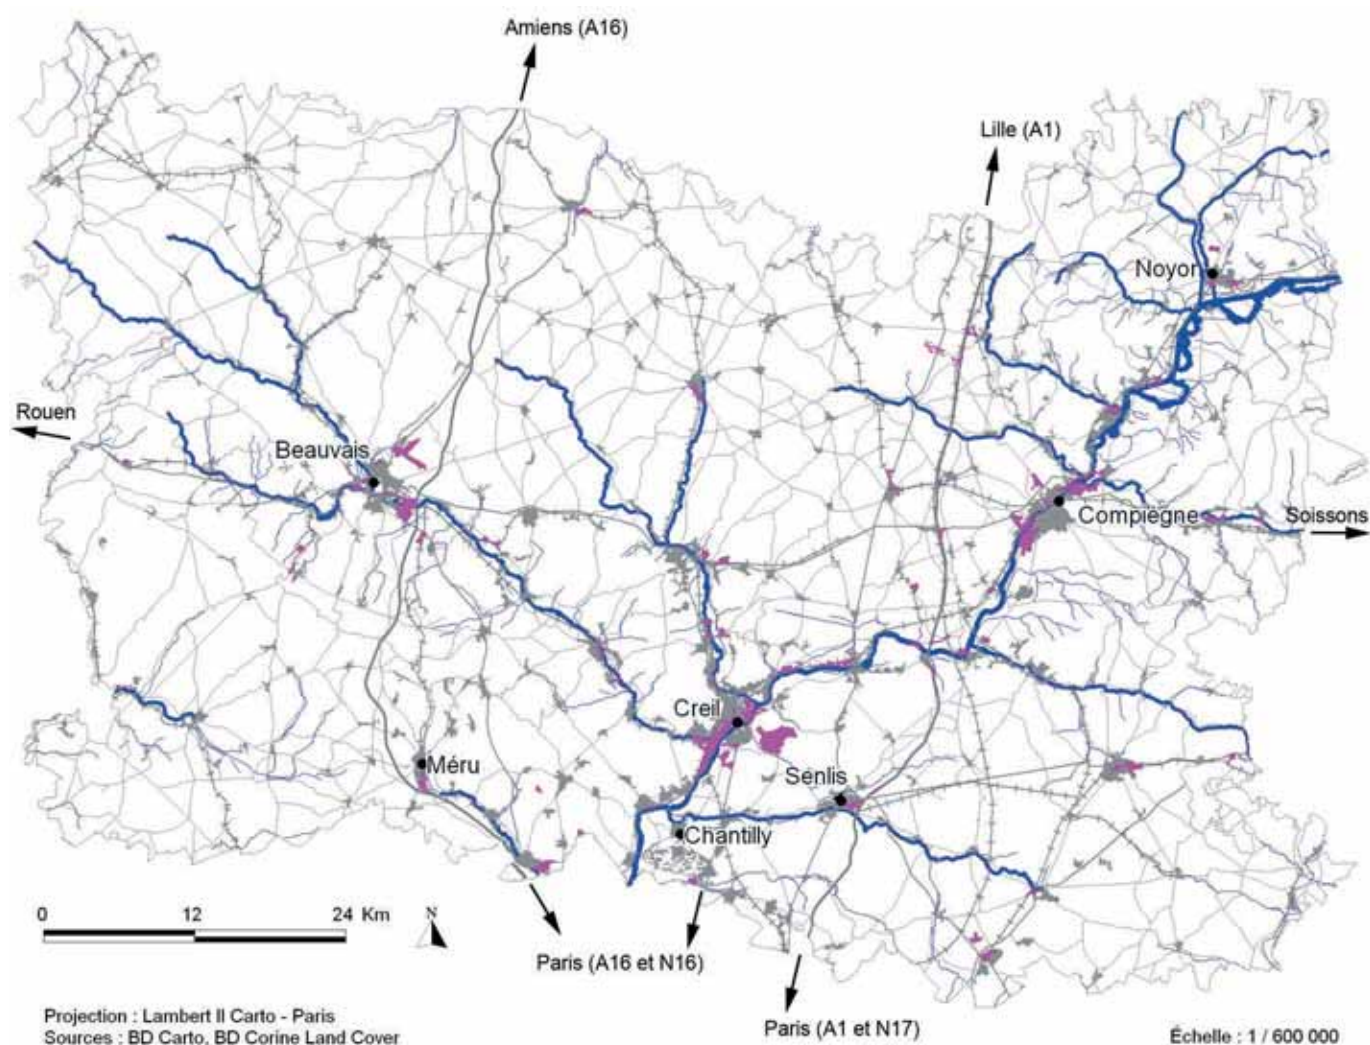 Amiens (A16)
Lille (A1)
Noyon
Rouen
Beauvais
Compiègne
Soissons
Creil
Méru
Sénlis
Chantilly
0 12 24 Km
N
Paris (A16 et N16)
Paris (A1 et N17)
Projection : Lambert II Carto - Paris
Sources : BD Carto, BD Corine Land Cover
Échelle : 1 / 600 000